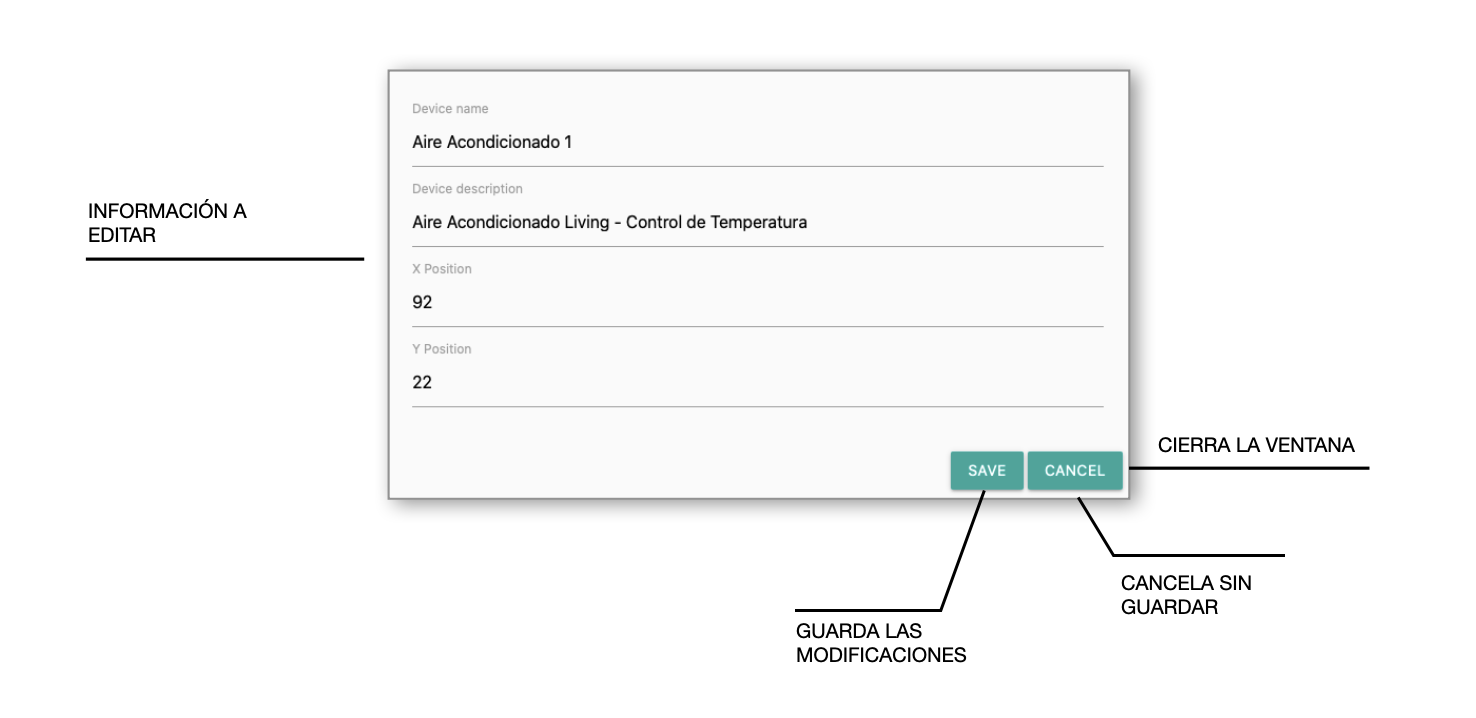 Device name
Aire Acondicionado 1
INFORMACIÓN A
EDITAR
Device description
Aire Acondicionado Living - Control de Temperatura
X Position
92
Y Position
22
SAVE
CANCEL
CIERRA LA VENTANA
CANCELA SIN
GUARDAR
GUARDA LAS
MODIFICACIONES